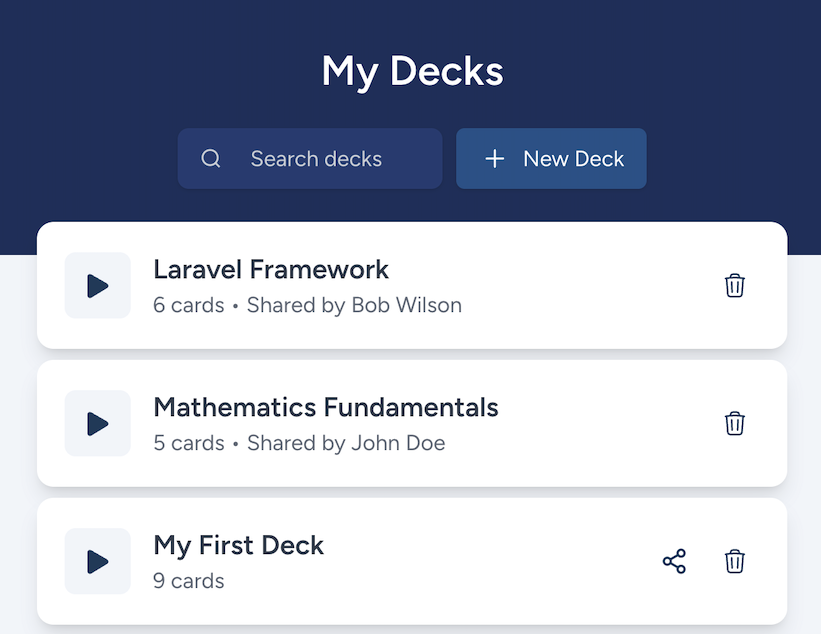 My Decks
Search decks
New Deck
Laravel Framework
6 cards • Shared by Bob Wilson
Mathematics Fundamentals
5 cards • Shared by John Doe
My First Deck
9 cards